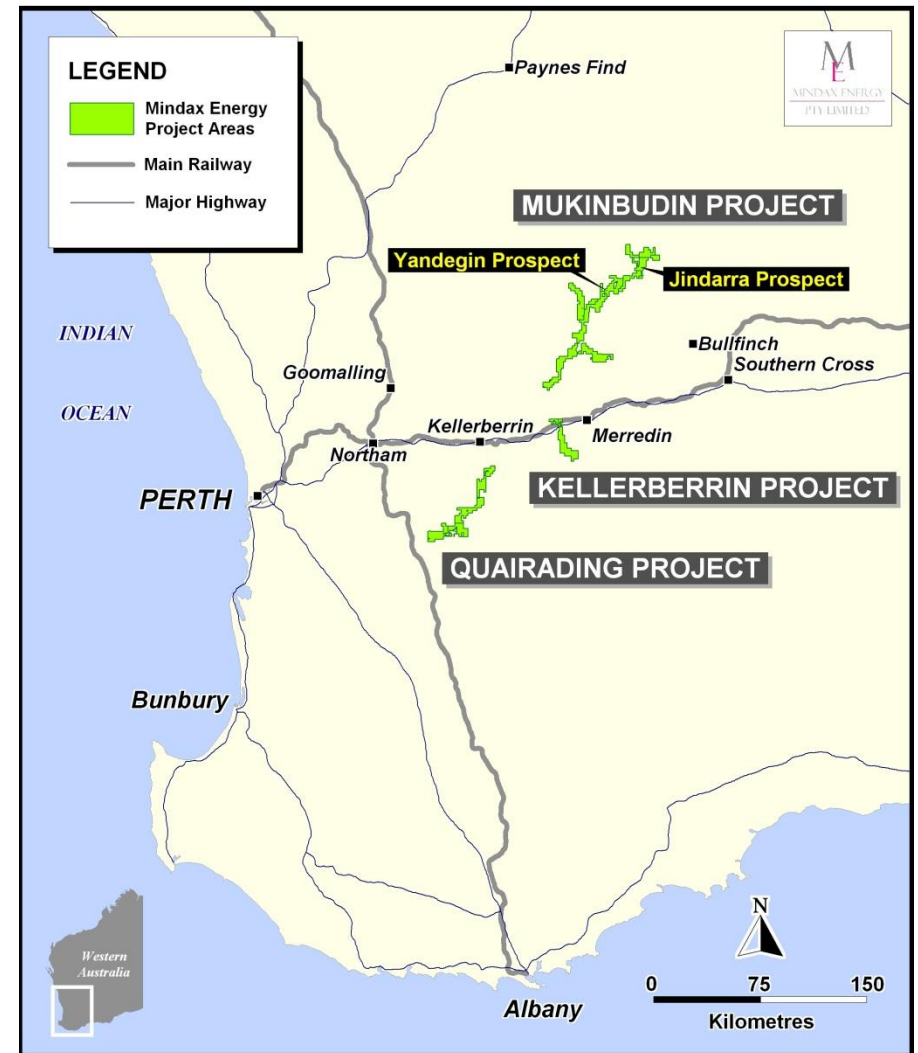 LEGEND
Mindax Energy
Project Areas
Main Railway
Major Highway
Paynes Find
ME
MINDAX ENERGY
PTY LIMITED
MUKINBUDIN PROJECT
Yandegin Prospect
Jindarra Prospect
INDIAN
OCEAN
Bullfinch
Southern Cross
Goomalling
Kellerberrin
Merredin
Northam
PERTH
KELLERBERRIN PROJECT
QUAIRADING PROJECT
Bunbury
Albany
Western
Australia
N
0 75 150
Kilometres